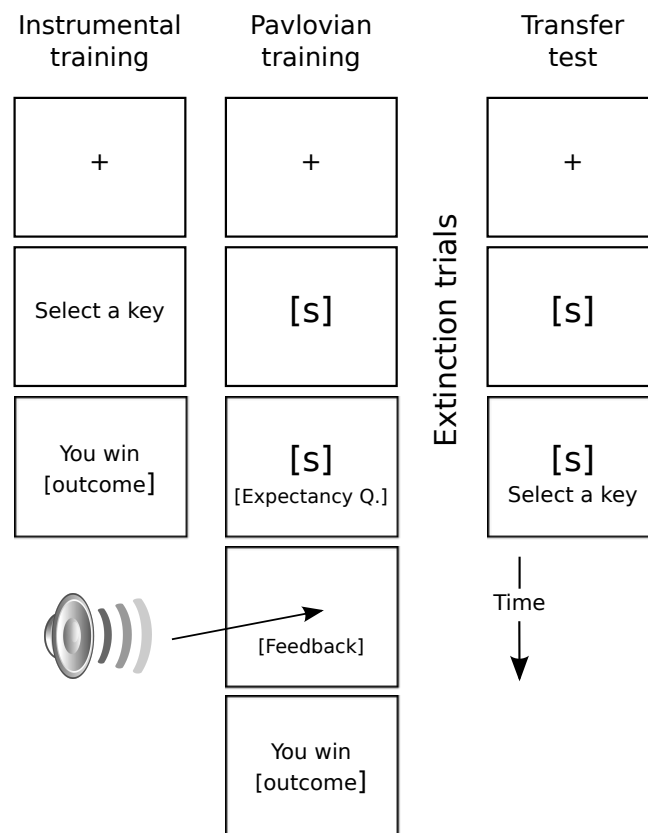 Instrumental
training
+
Select a key
You win
[outcome]
Pavlovian
training
+
[s]
[s]
[Expectancy Q.]
[Feedback]
You win
[outcome]
Extinction trials
Transfer
test
+
[s]
[s]
Select a key
Time